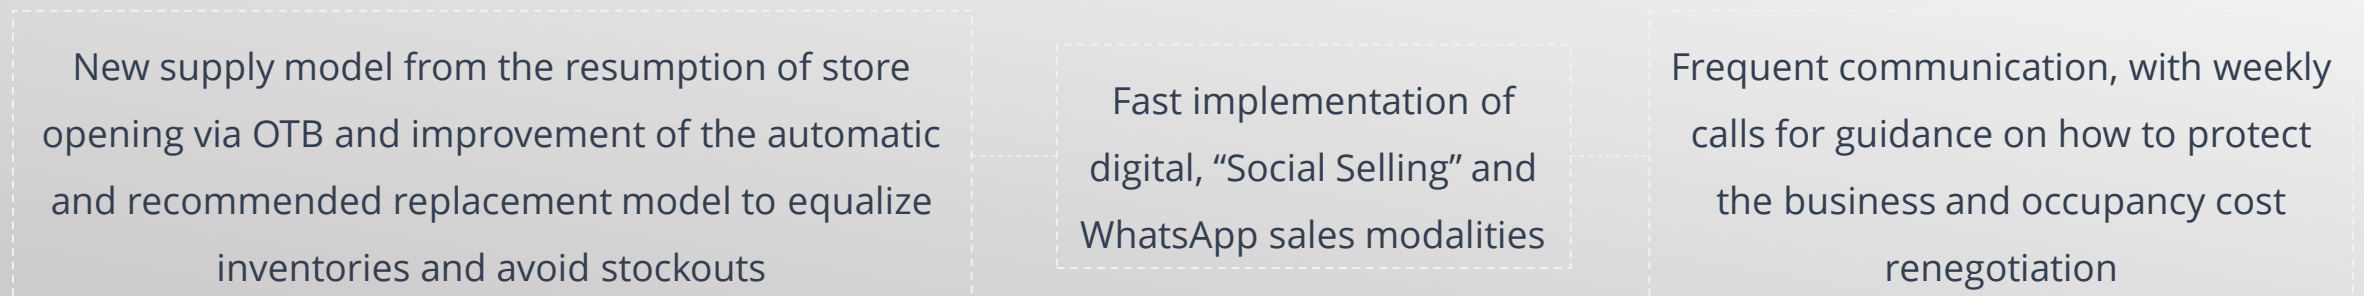 New supply model from the resumption of store
opening via OTB and improvement of the automatic
and recommended replacement model to equalize
inventories and avoid stockouts
Fast implementation of
digital, “Social Selling” and
WhatsApp sales modalities
Frequent communication, with weekly
calls for guidance on how to protect
the business and occupancy cost
renegotiation